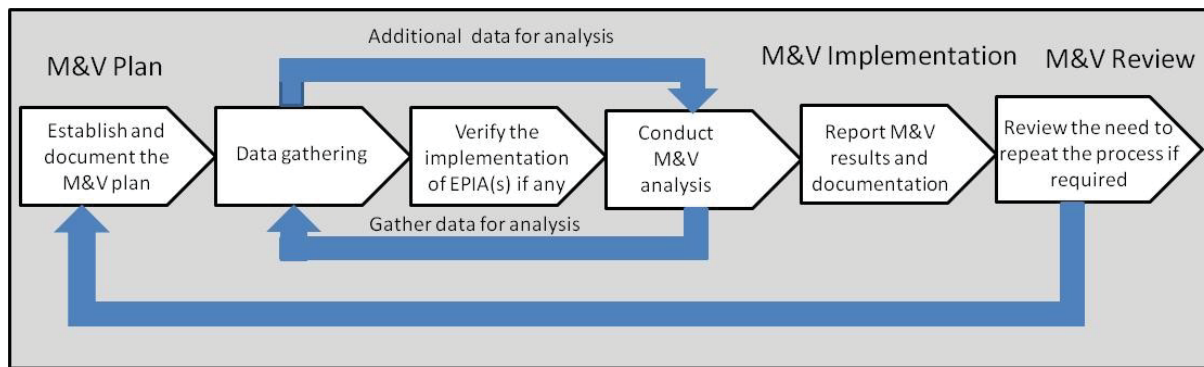 Additional data for analysis
M&V Plan
M&V Implementation
M&V Review
Establish and
document the
M&V plan
Data gathering
Verify the
implementation
of EPIA(s) if any
Conduct
M&V
analysis
Report M&V
results and
documentation
Review the need to
repeat the process if
required
Gather data for analysis